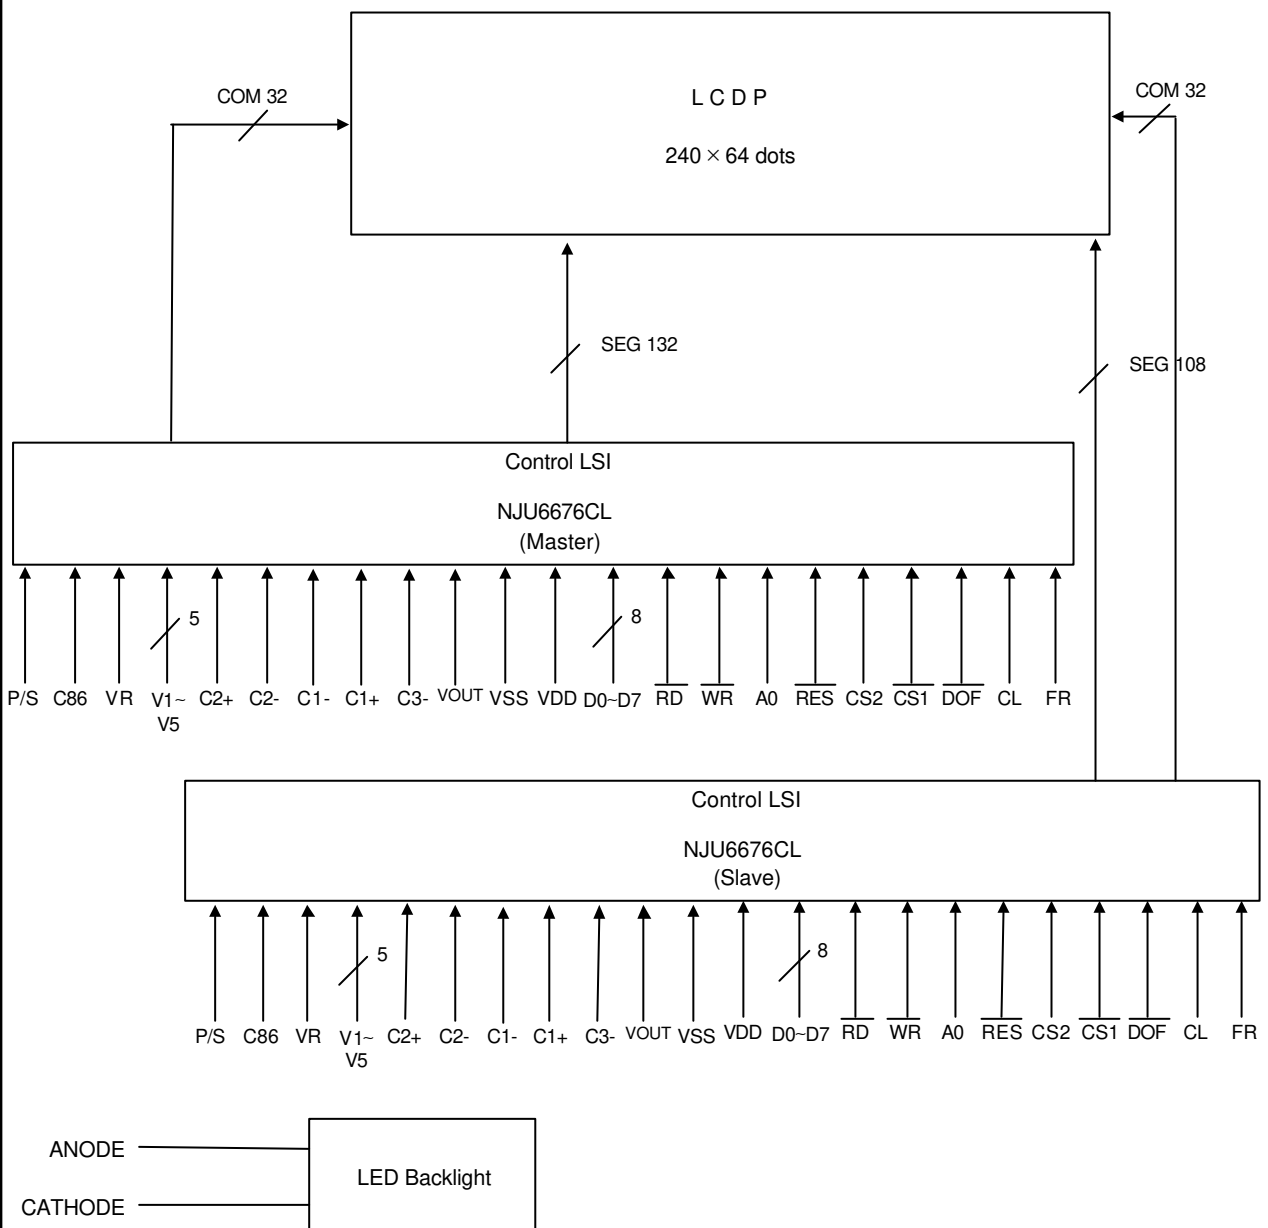 COM 32
L C D P
COM 32
240 × 64 dots
SEG 132
SEG 108
Control LSI
NJU6676CL
(Master)
5
8
P/S C86 VR V1~ C2+ C2- C1- C1+ C3- VOUT VSS VDD D0~D7 RD WR A0 RES CS2 CS1 DOF CL FR
V5
Control LSI
NJU6676CL
(Slave)
5
8
P/S C86 VR V1~ C2+ C2- C1- C1+ C3- VOUT VSS VDD D0~D7 RD WR A0 RES CS2 CS1 DOF CL FR
V5
ANODE
LED Backlight
CATHODE